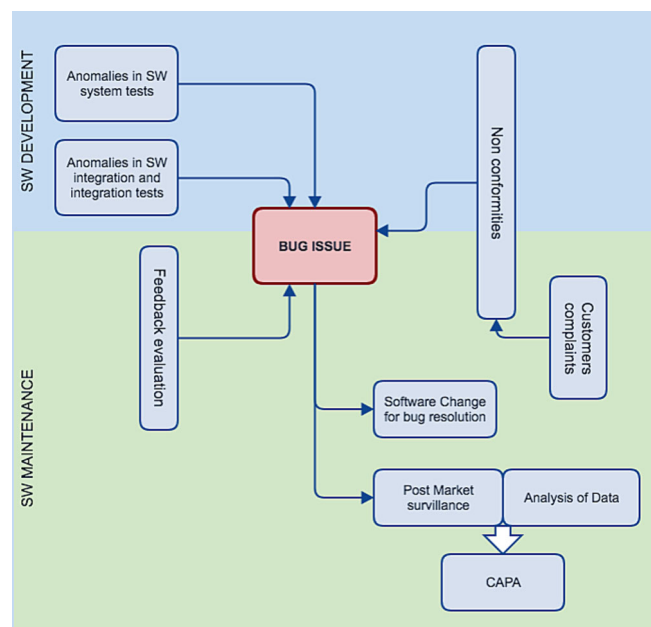 SW DEVELOPMENT
Anomalies in SW
system tests
Anomalies in SW
integration and
integration tests
Non conformities
BUG ISSUE
SW MAINTENANCE
Feedback evaluation
Customers
complaints
Software Change
for bug resolution
Post Market
survillance
Analysis of Data
CAPA